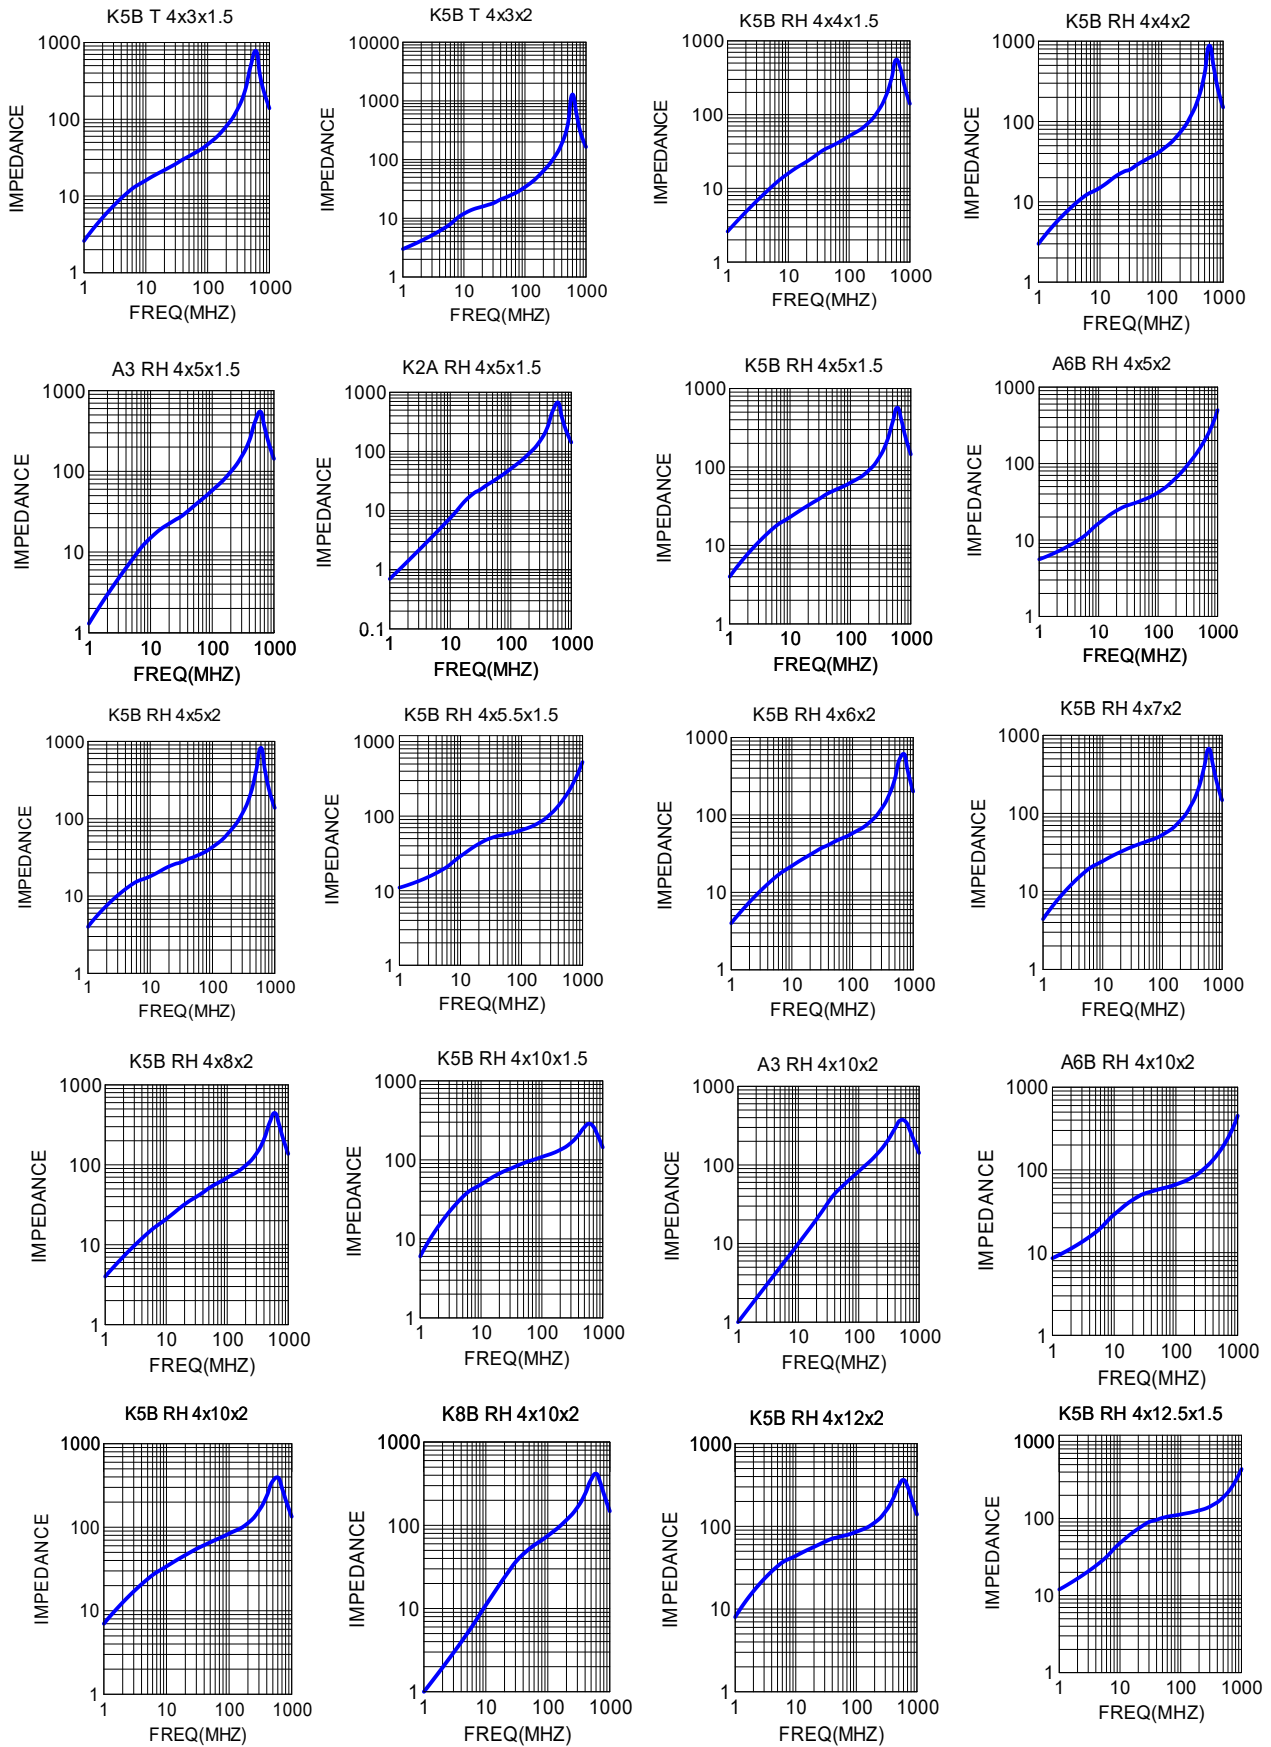 K5B T 4x3x1.5
1000
100
10
1
IMPEDANCE
1 10 100 1000
FREQ(MHZ)
K5B T 4x3x2
10000
1000
100
10
1
IMPEDANCE
1 10 100 1000
FREQ(MHZ)
K5B RH 4x4x1.5
1000
100
10
1
IMPEDANCE
1 10 100 1000
FREQ(MHZ)
K5B RH 4x4x2
1000
100
10
1
IMPEDANCE
1 10 100 1000
FREQ(MHZ)
A3 RH 4x5x1.5
1000
100
10
1
IMPEDANCE
1 10 100 1000
FREQ(MHZ)
K2A RH 4x5x1.5
1000
100
10
1
0.1
IMPEDANCE
1 10 100 1000
FREQ(MHZ)
K5B RH 4x5x1.5
1000
100
10
1
IMPEDANCE
1 10 100 1000
FREQ(MHZ)
A6B RH 4x5x2
1000
100
10
1
IMPEDANCE
1 10 100 1000
FREQ(MHZ)
K5B RH 4x5x2
1000
100
10
1
IMPEDANCE
1 10 100 1000
FREQ(MHZ)
K5B RH 4x5.5x1.5
1000
100
10
1
IMPEDANCE
1 10 100 1000
FREQ(MHZ)
K5B RH 4x6x2
1000
100
10
1
IMPEDANCE
1 10 100 1000
FREQ(MHZ)
K5B RH 4x7x2
1000
100
10
1
IMPEDANCE
1 10 100 1000
FREQ(MHZ)
K5B RH 4x8x2
1000
100
10
1
IMPEDANCE
1 10 100 1000
FREQ(MHZ)
K5B RH 4x10x1.5
1000
100
10
1
IMPEDANCE
1 10 100 1000
FREQ(MHZ)
A3 RH 4x10x2
1000
100
10
1
IMPEDANCE
1 10 100 1000
FREQ(MHZ)
A6B RH 4x10x2
1000
100
10
1
IMPEDANCE
1 10 100 1000
FREQ(MHZ)
K5B RH 4x10x2
1000
100
10
1
IMPEDANCE
1 10 100 1000
FREQ(MHZ)
K8B RH 4x10x2
1000
100
10
1
IMPEDANCE
1 10 100 1000
FREQ(MHZ)
K5B RH 4x12x2
1000
100
10
1
IMPEDANCE
1 10 100 1000
FREQ(MHZ)
K5B RH 4x12.5x1.5
1000
100
10
1
IMPEDANCE
1 10 100 1000
FREQ(MHZ)